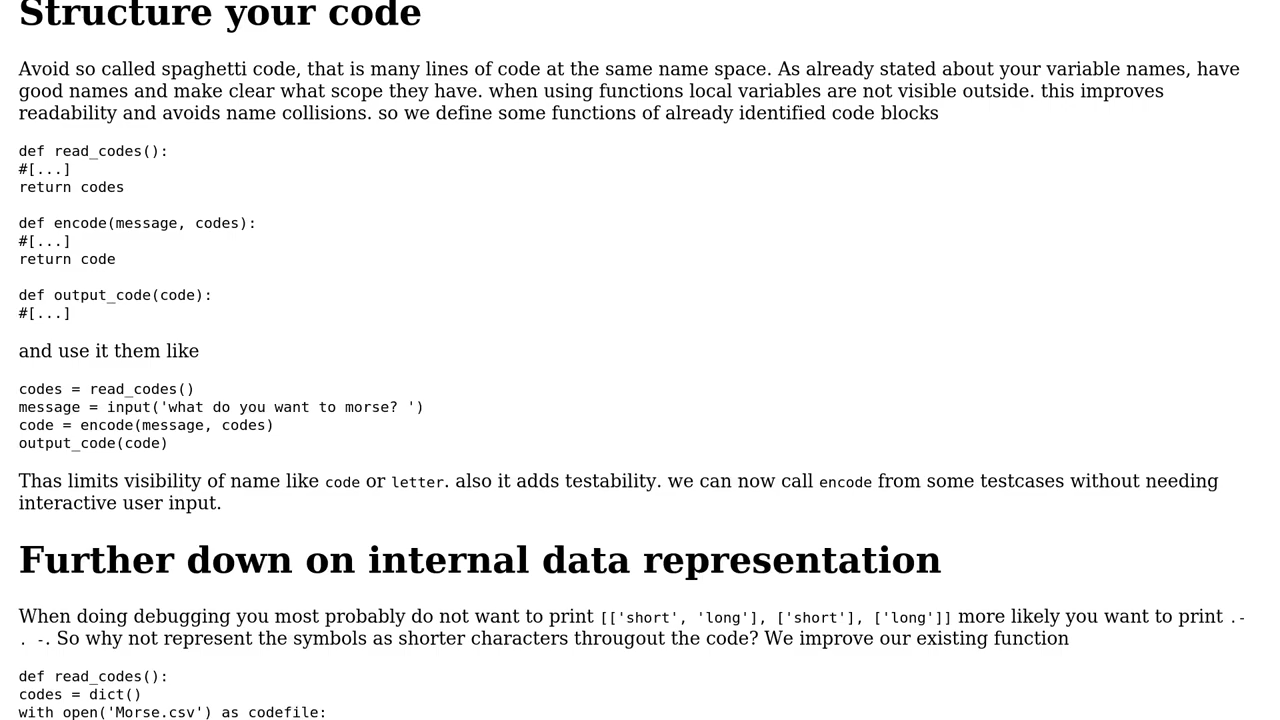 Structure your code
Avoid so called spaghetti code, that is many lines of code at the same name space. As already stated about your variable names, have
good names and make clear what scope they have. when using functions local variables are not visible outside. this improves
readability and avoids name collisions. so we define some functions of already identified code blocks
def read_codes():
#[...]
return codes
def encode(message, codes):
#[...]
return code
def output_code(code):
#[...]
and use it them like
codes = read_codes()
message = input('what do you want to morse? ')
code = encode(message, codes)
output_code(code)
Thas limits visibility of name like code or letter. also it adds testability. we can now call encode from some testcases without needing
interactive user input.
Further down on internal data representation
When doing debugging you most probably do not want to print [['short', 'long'], ['short'], ['long']] more likely you want to print .-
. -. So why not represent the symbols as shorter characters througout the code? We improve our existing function
def read_codes():
codes = dict()
with open('Morse.csv') as codefile: